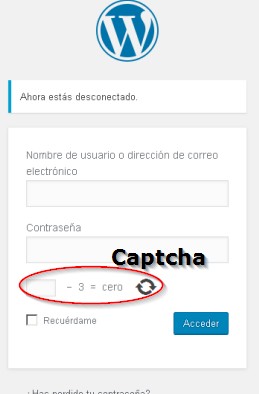 Ahora estás desconectado.
Nombre de usuario o dirección de correo
electrónico
Contraseña
Captcha
- 3 = cero
Recuérdame
Acceder
¿Has perdido tu contraseña?